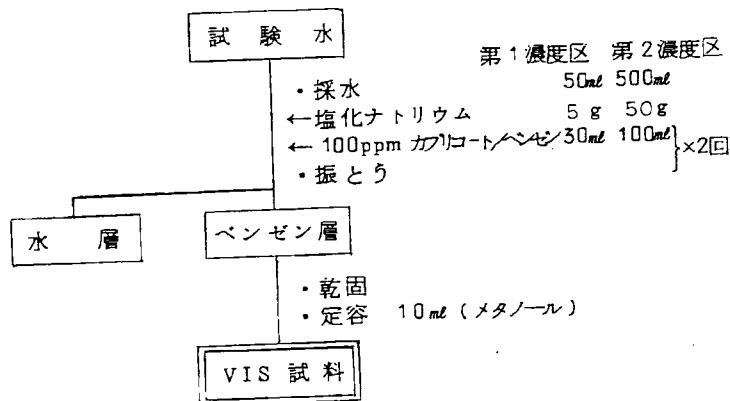 試験水
第1濃度区 第2濃度区
・採水 50ml 500ml
←塩化ナトリウム 5g 50g
←100ppm カプリコート/ベンゼン 30ml 100ml }×2回
・振とう
水層 ベンゼン層
・乾固
・定容 10ml(メタノール)
VIS試料